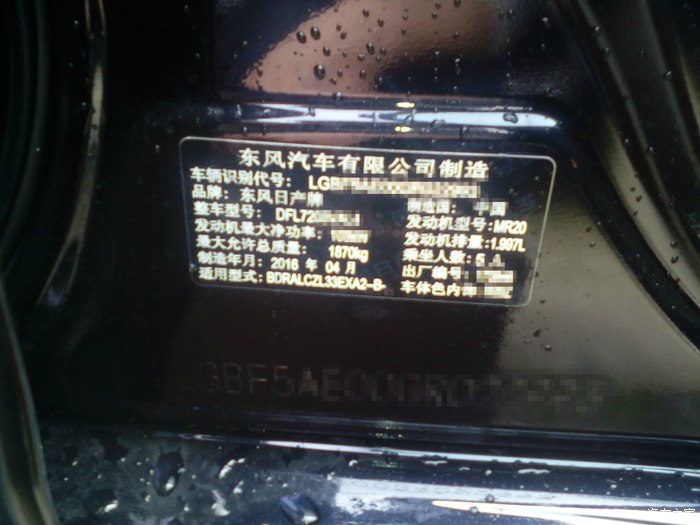 东风汽车有限公司制造
车辆识别代号: LGB
品牌: 东风日产牌 制造国: 中国
整车型号: DFL720 发动机型号: MR20
发动机最大净功率: 发动机排量: 1.997L
最大允许总质量: 1870kg 乘坐人数: 5 人
制造年月: 2016 年 04 月 出厂编号:
适用型式: BDRALCZL33EXA2-B- 车体色内饰
LGBF5AE00GR0